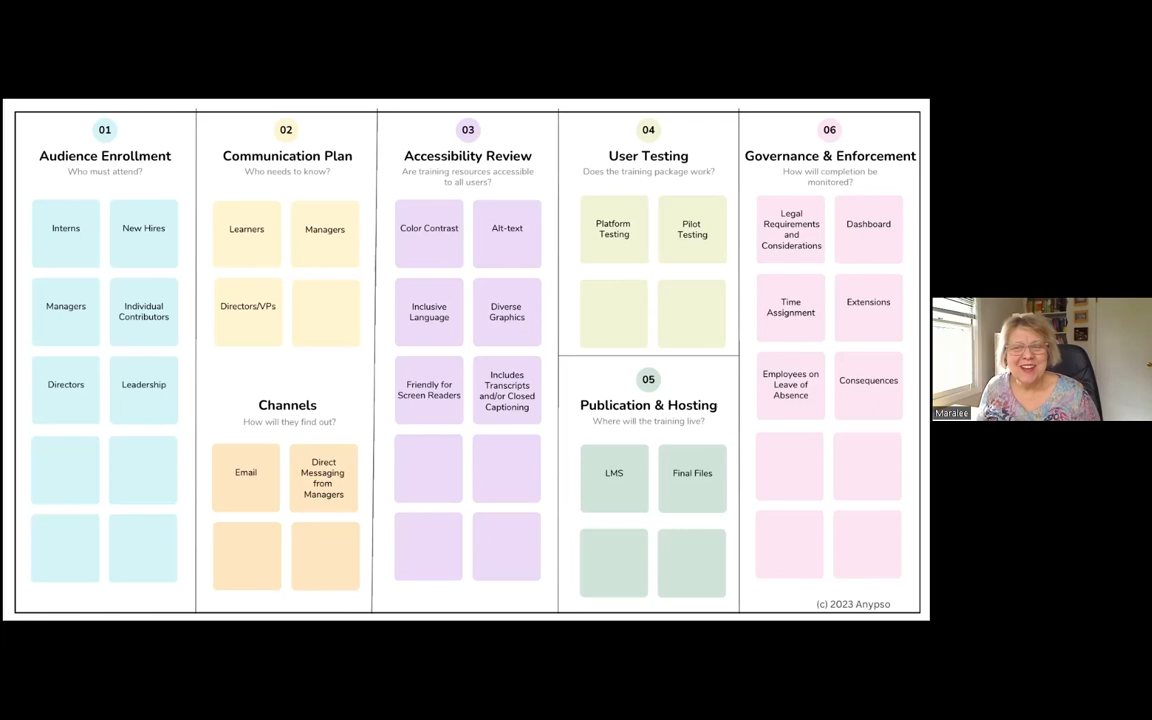 01
Audience Enrollment
Who must attend?
Interns
New Hires
Managers
Individual
Contributors
Directors
Leadership
02
Communication Plan
Who needs to know?
Learners
Managers
Directors/VPs
Channels
How will they find out?
Email
Direct
Messaging
from
Managers
03
Accessibility Review
Are training resources accessible
to all users?
Color Contrast
Alt-text
Inclusive
Language
Diverse
Graphics
Friendly for
Screen Readers
Includes
Transcripts
and/or Closed
Captioning
04
User Testing
Does the training package work?
Platform
Testing
Pilot
Testing
05
Publication & Hosting
Where will the training live?
LMS
Final Files
06
Governance & Enforcement
How will completion be
monitored?
Legal
Requirements
and
Considerations
Dashboard
Time
Assignment
Extensions
Employees on
Leave of
Absence
Consequences
(c) 2023 Anypso
Maralee